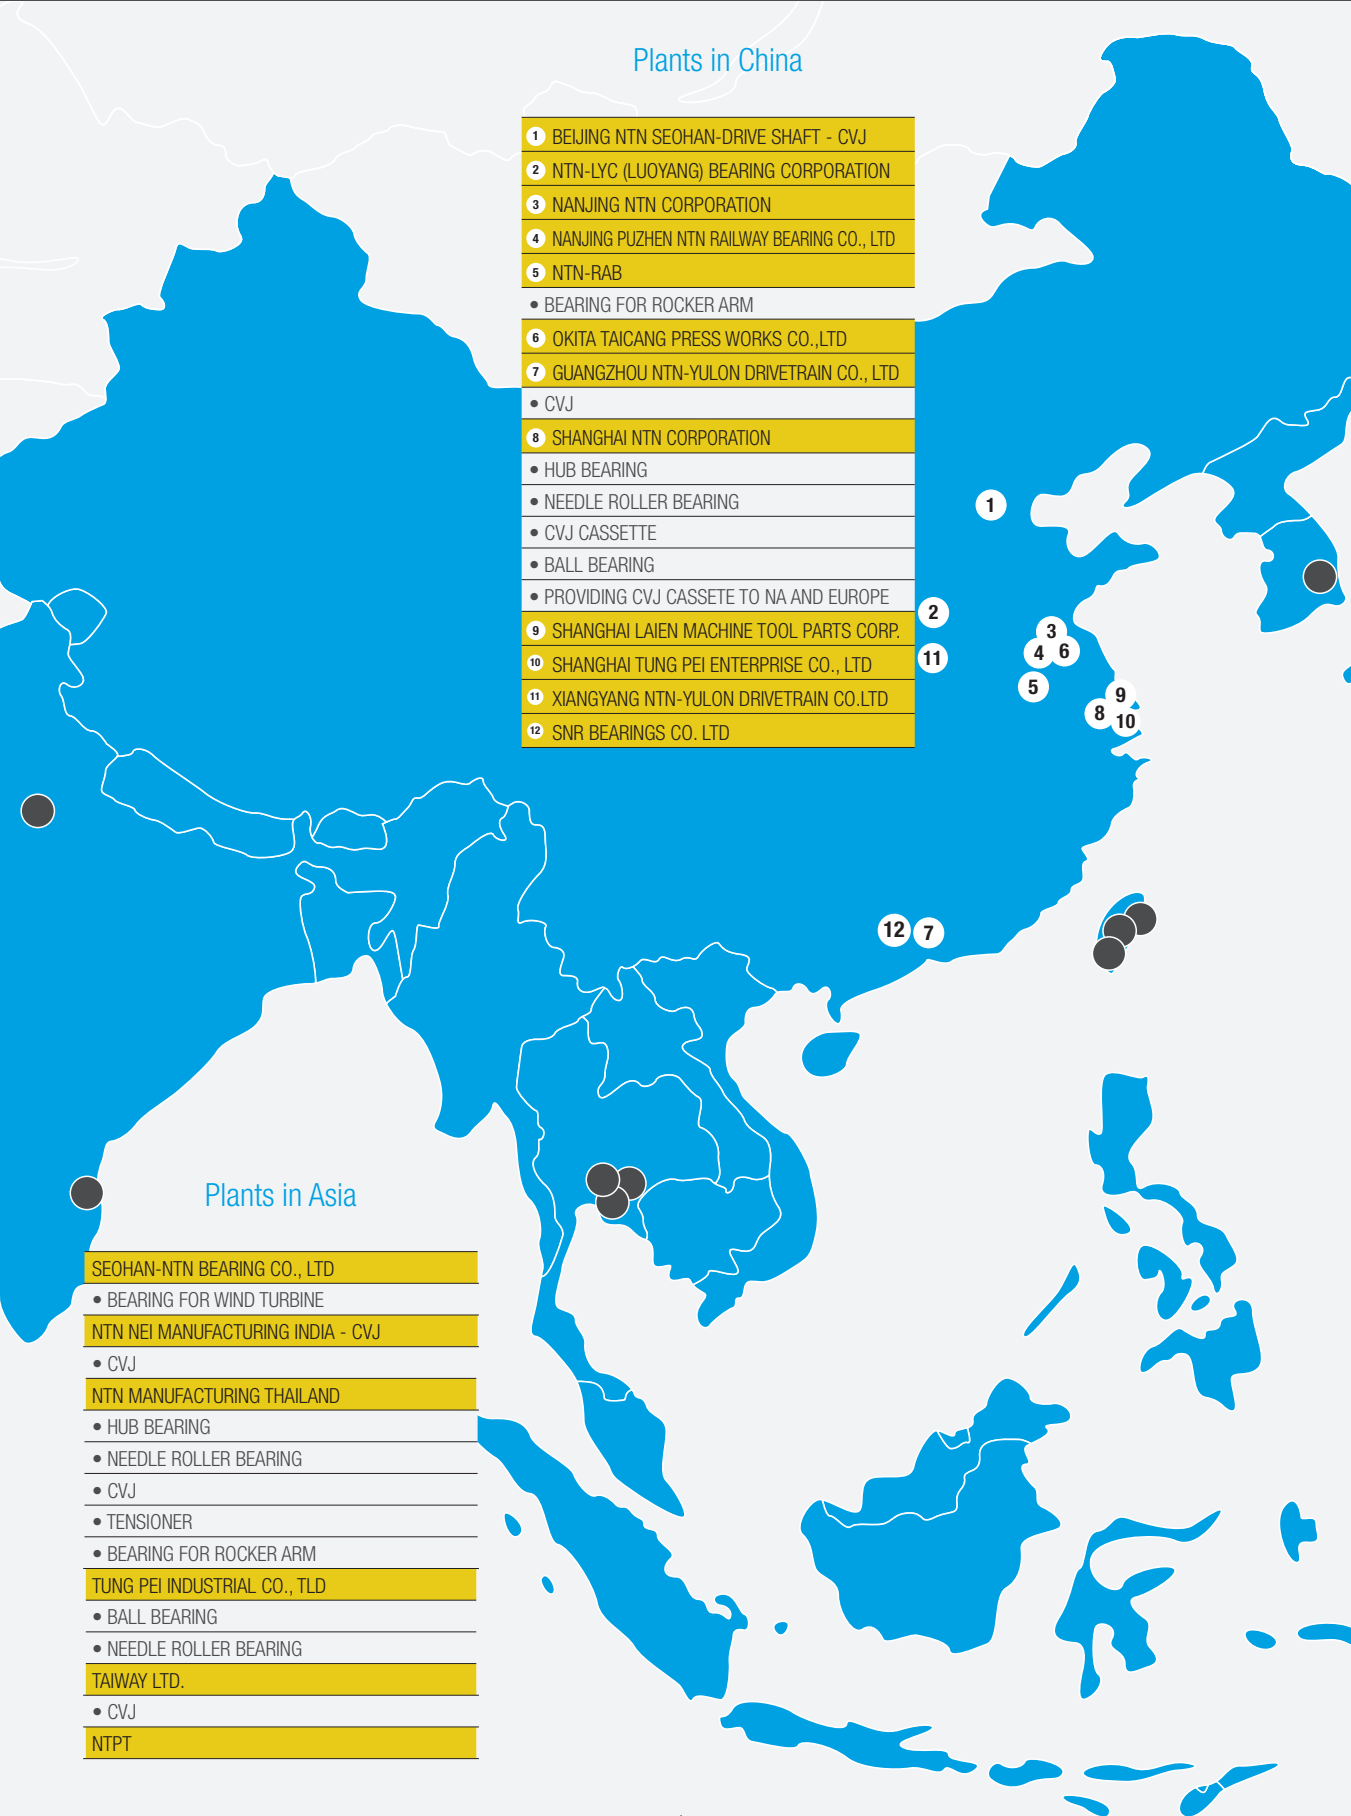 Plants in China
1 BEIJING NTN SEOHAN-DRIVE SHAFT - CVJ
2 NTN-LYC (LUOYANG) BEARING CORPORATION
3 NANJING NTN CORPORATION
4 NANJING PUZHEN NTN RAILWAY BEARING CO., LTD
5 NTN-RAB
• BEARING FOR ROCKER ARM
6 OKITA TAICANG PRESS WORKS CO.,LTD
7 GUANGZHOU NTN-YULON DRIVETRAIN CO., LTD
• CVJ
8 SHANGHAI NTN CORPORATION
• HUB BEARING
• NEEDLE ROLLER BEARING
• CVJ CASSETTE
• BALL BEARING
• PROVIDING CVJ CASSETE TO NA AND EUROPE
9 SHANGHAI LAIEN MACHINE TOOL PARTS CORP.
10 SHANGHAI TUNG PEI ENTERPRISE CO., LTD
11 XIANGYANG NTN-YULON DRIVETRAIN CO.LTD
12 SNR BEARINGS CO. LTD
1
2
3
4 6
11
5
9
8
10
12 7
Plants in Asia
SEOHAN-NTN BEARING CO., LTD
• BEARING FOR WIND TURBINE
NTN NEI MANUFACTURING INDIA - CVJ
• CVJ
NTN MANUFACTURING THAILAND
• HUB BEARING
• NEEDLE ROLLER BEARING
• CVJ
• TENSIONER
• BEARING FOR ROCKER ARM
TUNG PEI INDUSTRIAL CO., TLD
• BALL BEARING
• NEEDLE ROLLER BEARING
TAIWAY LTD.
• CVJ
NTPT